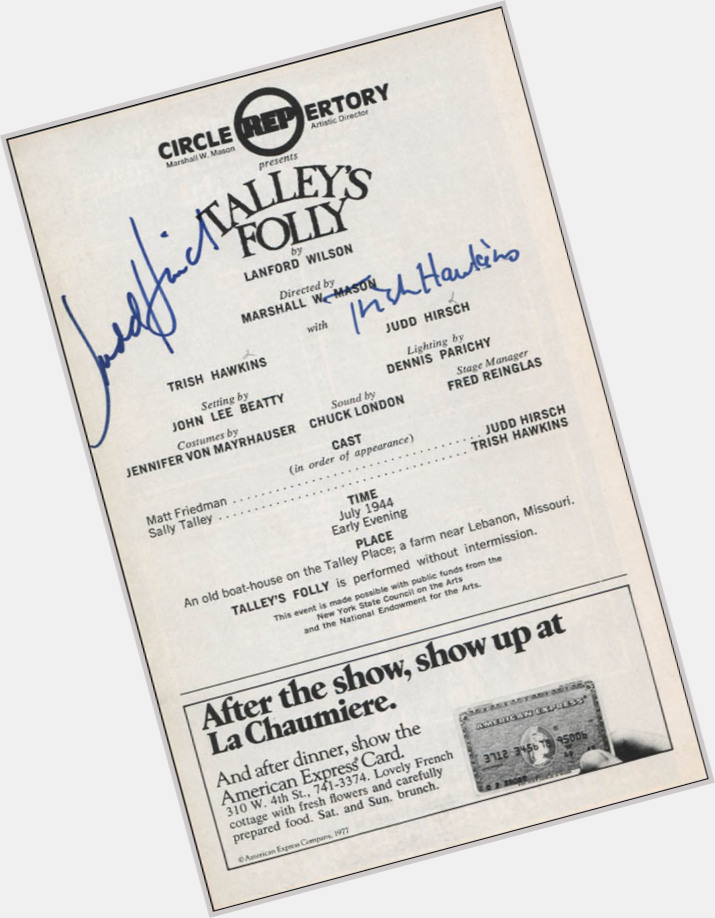 CIRCLE REPERTORY
Marshall W. Mason Artistic Director
presents
TALLEY'S
FOLLY
by
LANFORD WILSON
Directed by
MARSHALL W. MASON
Judd Hirsch
Trish Hawkins
with
TRISH HAWKINS JUDD HIRSCH
Setting by Lighting by
JOHN LEE BEATTY DENNIS PARICHY
Costumes by Sound by Stage Manager
JENNIFER VON MAYRHAUSER CHUCK LONDON FRED REINGLAS
CAST
(in order of appearance)
Matt Friedman . . . . . . . . . . . . . . . . . . . . . . . . . . . . . . . . JUDD HIRSCH
Sally Talley . . . . . . . . . . . . . . . . . . . . . . . . . . . . . . . . TRISH HAWKINS
TIME
July 1944
Early Evening
PLACE
An old boat-house on the Talley Place; a farm near Lebanon, Missouri.
TALLEY'S FOLLY is performed without intermission.
This event is made possible with public funds from the
New York State Council on the Arts
and the National Endowment for the Arts.
After the show, show up at
La Chaumiere.
And after dinner, show the
American Express® Card.
310 W. 4th St., 741-3374. Lovely French
cottage with fresh flowers and carefully
prepared food. Sat. and Sun. brunch.
© American Express Company, 1977
AMERICAN EXPRESS
3712 3456 95006